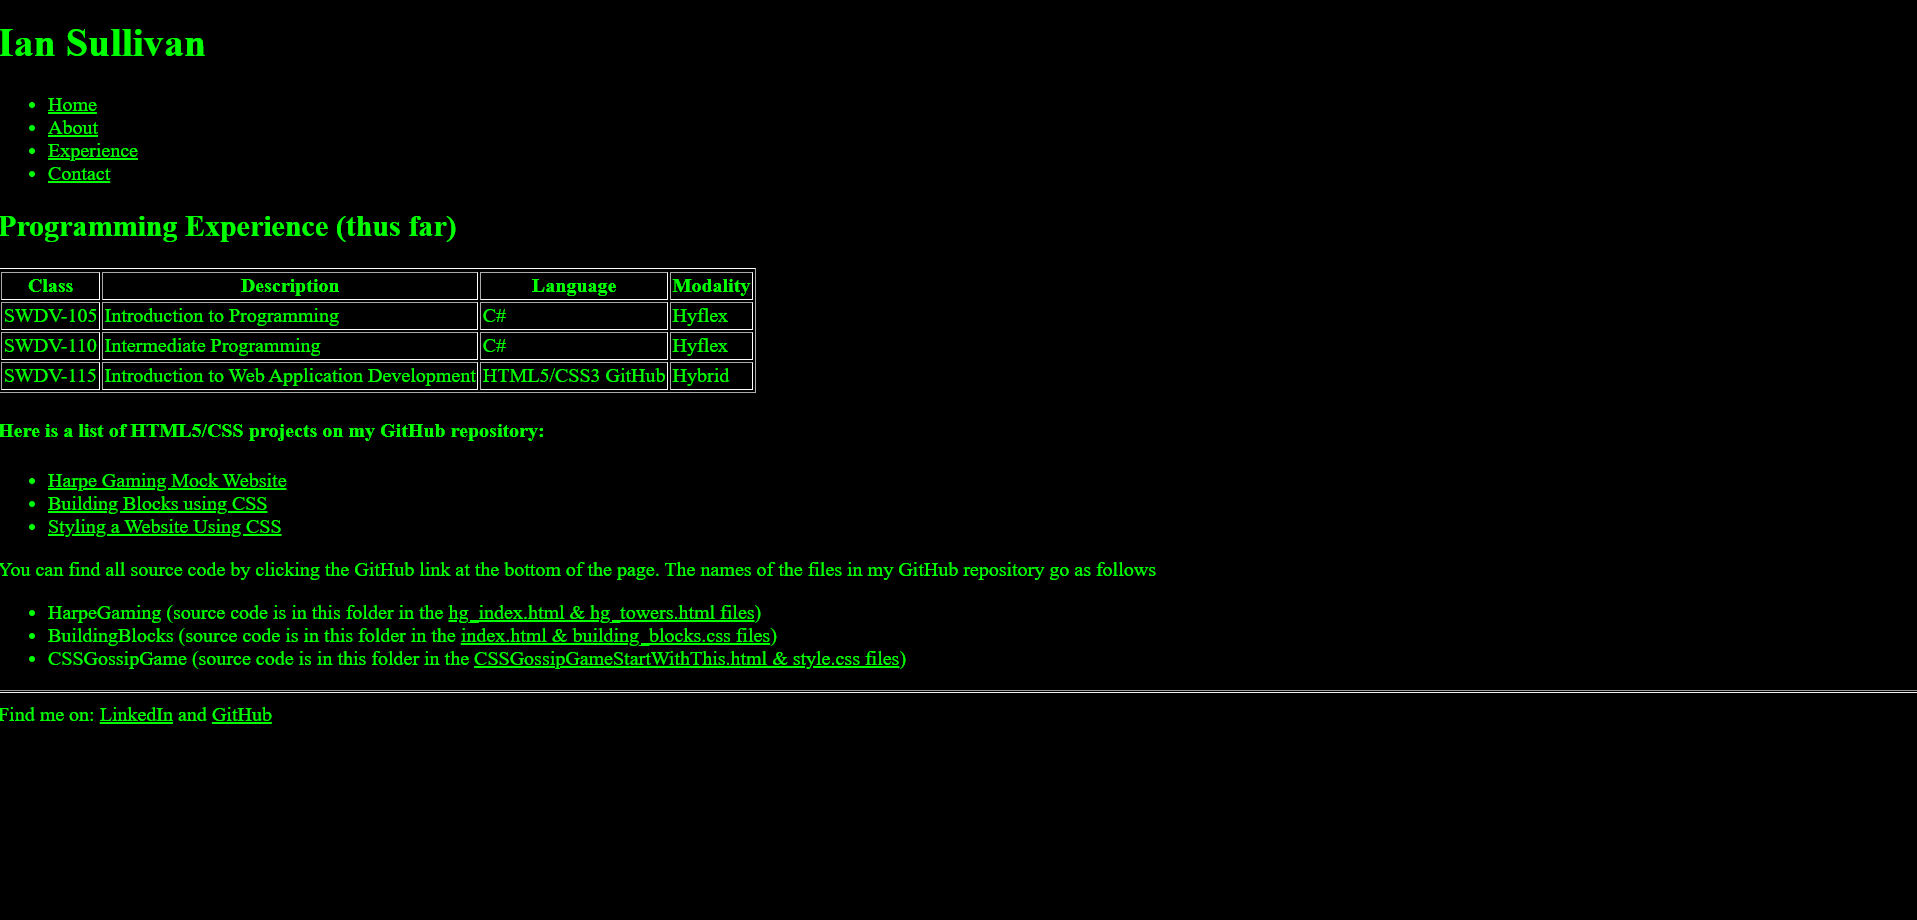 Ian Sullivan
Home
About
Experience
Contact
Programming Experience (thus far)
Class Description Language Modality
SWDV-105 Introduction to Programming C# Hyflex
SWDV-110 Intermediate Programming C# Hyflex
SWDV-115 Introduction to Web Application Development HTML5/CSS3 GitHub Hybrid
Here is a list of HTML5/CSS projects on my GitHub repository:
Harpe Gaming Mock Website
Building Blocks using CSS
Styling a Website Using CSS
You can find all source code by clicking the GitHub link at the bottom of the page. The names of the files in my GitHub repository go as follows
HarpeGaming (source code is in this folder in the hg_index.html & hg_towers.html files)
BuildingBlocks (source code is in this folder in the index.html & building_blocks.css files)
CSSGossipGame (source code is in this folder in the CSSGossipGameStartWithThis.html & style.css files)
Find me on: LinkedIn and GitHub